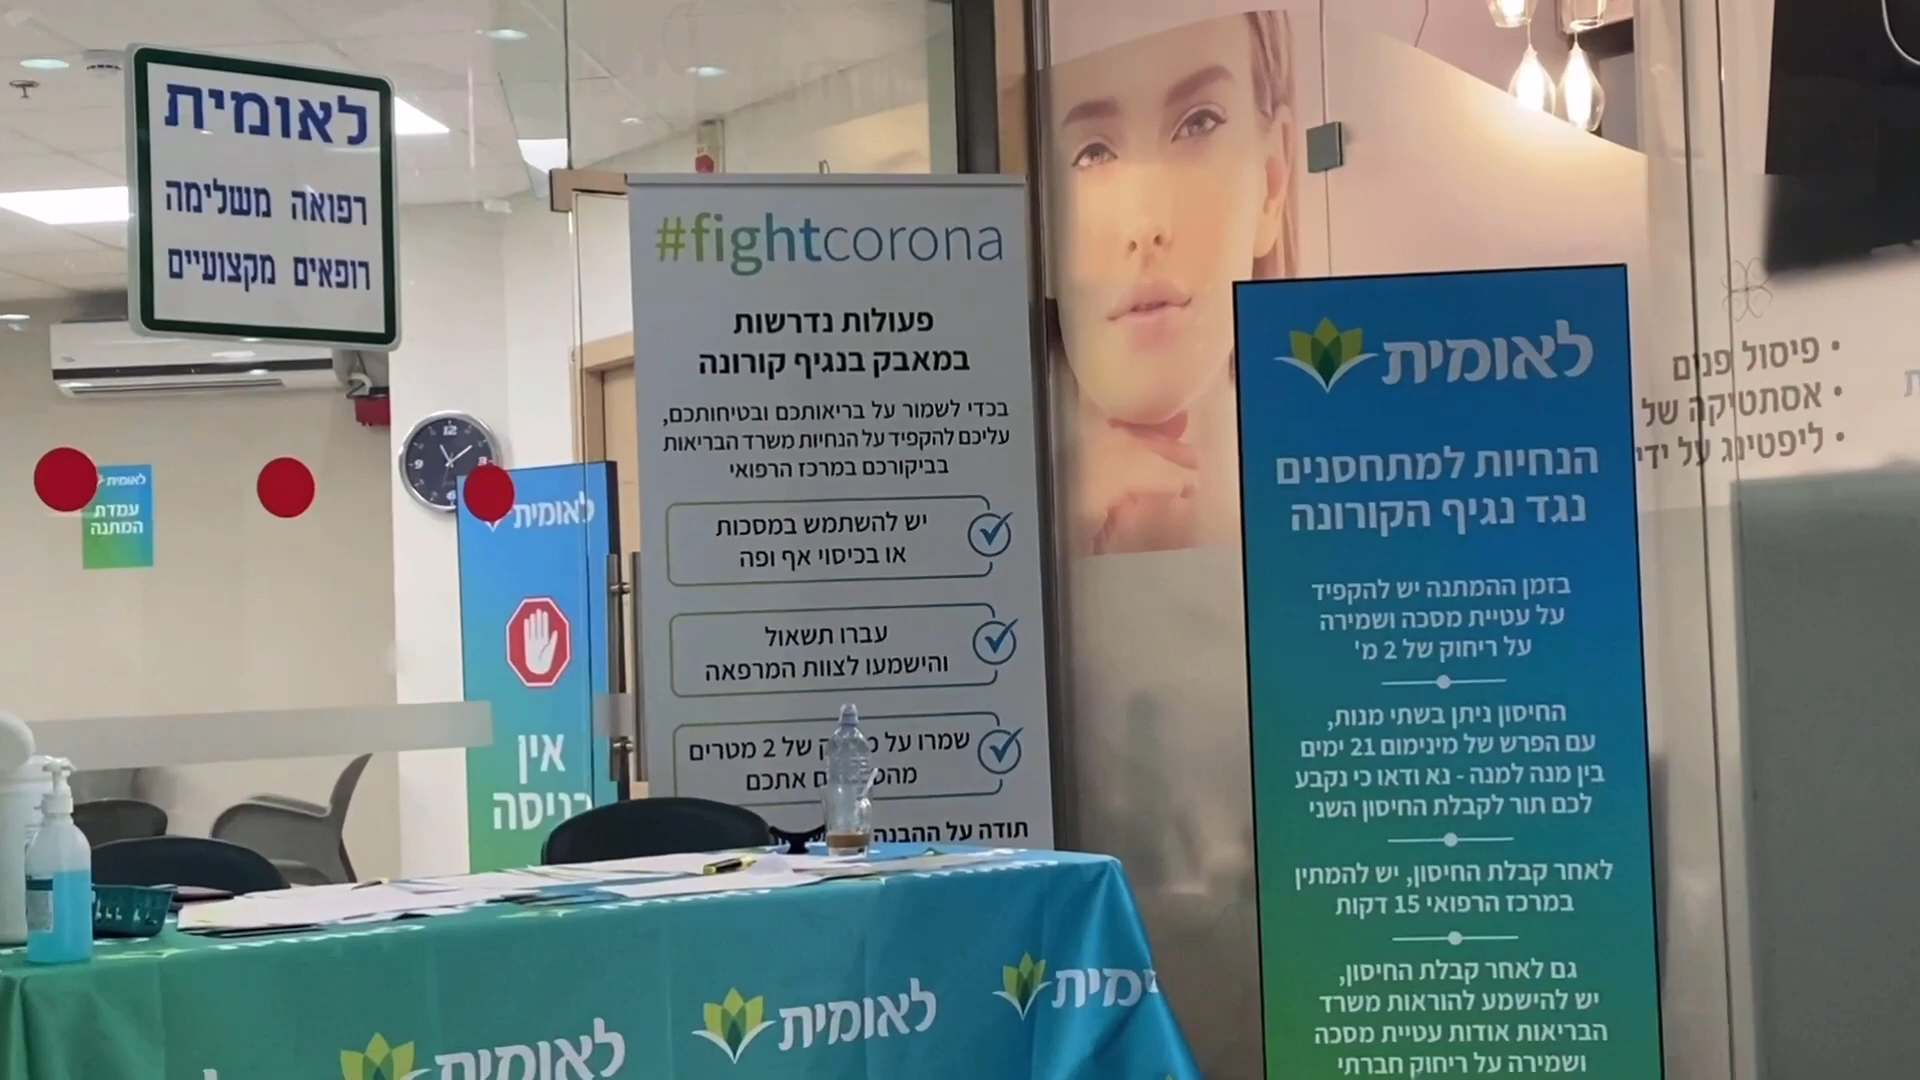 לאומית
רפואה משלימה
רופאים מקצועיים
#fightcorona
פעולות נדרשות
במאבק בנגיף קורונה
בכדי לשמור על בריאותכם ובטיחותכם,
עליכם להקפיד על הנחיות משרד הבריאות
בביקורכם במרכז הרפואי
יש להשתמש במסכות
או בכיסוי אף ופה
עברו תשאול
והישמעו לצוות המרפאה
שמרו על של 2 מטרים
אתכם
תודה על ההבנה
לאומית
הנחיות למתחסנים
נגד נגיף הקורונה
בזמן ההמתנה יש להקפיד
על עטיית מסכה ושמירה
על ריחוק של 2 מ'
החיסון ניתן בשתי מנות,
עם הפרש של מינימום 21 ימים
בין מנה למנה - נא ודאו כי נקבע
לכם תור לקבלת החיסון השני
לאחר קבלת החיסון, יש להמתין
במרכז הרפואי 15 דקות
גם לאחר קבלת החיסון,
יש להישמע להוראות משרד
הבריאות אודות עטיית מסכה
ושמירה על ריחוק חברתי
• פיסול פנים
• אסתטיקה של
• ליפטינג על ידי
לאומית
עמדת
המתנה
לאומית
אין
כניסה
12
9
לאומית
לאומית